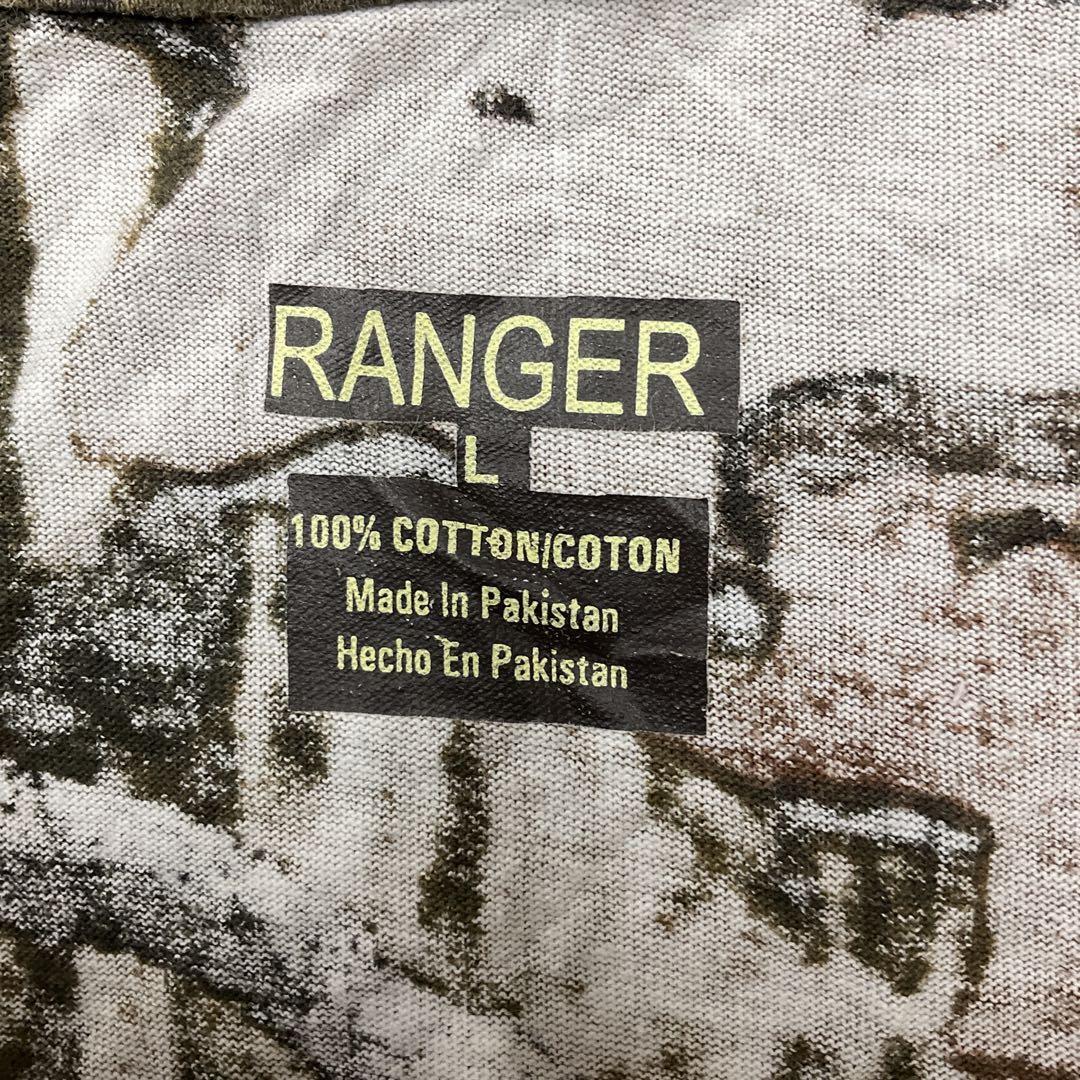 RANGER
L
100% COTTON/COTON
Made In Pakistan
Hecho En Pakistan